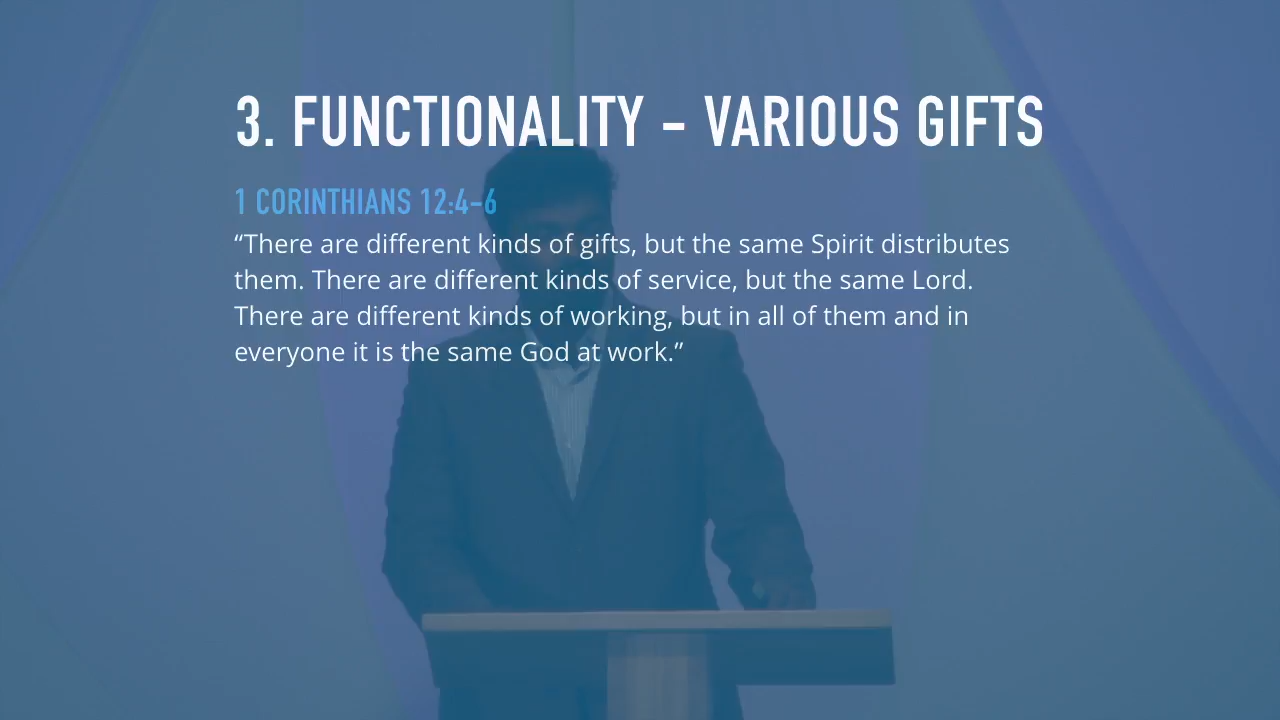 3. FUNCTIONALITY - VARIOUS GIFTS
1 CORINTHIANS 12:4-6
“There are different kinds of gifts, but the same Spirit distributes
them. There are different kinds of service, but the same Lord.
There are different kinds of working, but in all of them and in
everyone it is the same God at work.”